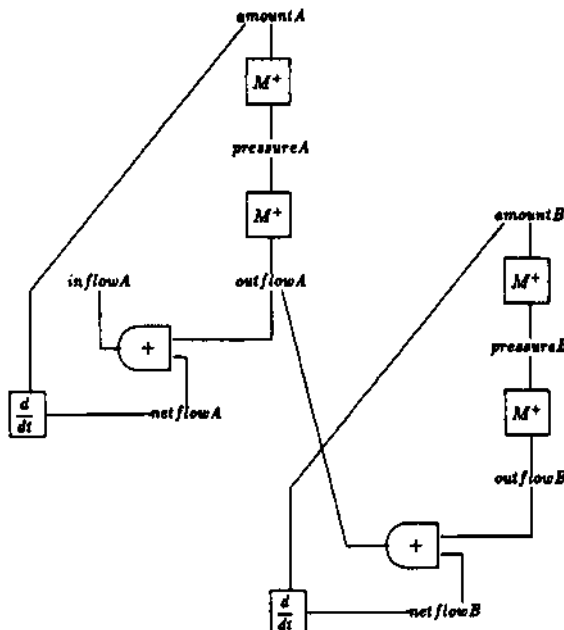 amountA
M⁺
pressureA
M⁺
amountB
inflowA outflowA
M⁺
+
pressureB
d/dt netflowA
M⁺
outflowB
+
d/dt netflowB